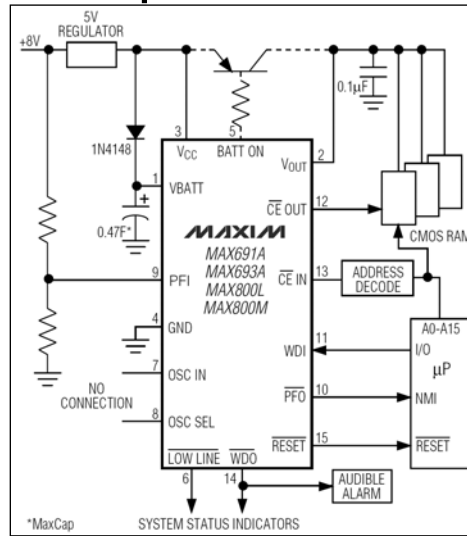 5V
REGULATOR
+8V
0.1µF
3
5
1N4148
VCC
BATT ON
VOUT
2
1
VBATT
CE OUT
12
0.47F*
MAXIM
CMOS RAM
MAX691A
MAX693A
MAX800L
MAX800M
9
PFI
CE IN
13
ADDRESS
DECODE
4
GND
A0-A15
WDI
11
I/O
µP
7
OSC IN
NO
CONNECTION
PFO
10
NMI
8
OSC SEL
RESET
15
RESET
LOW LINE
WDO
6
14
AUDIBLE
ALARM
*MaxCap
SYSTEM STATUS INDICATORS